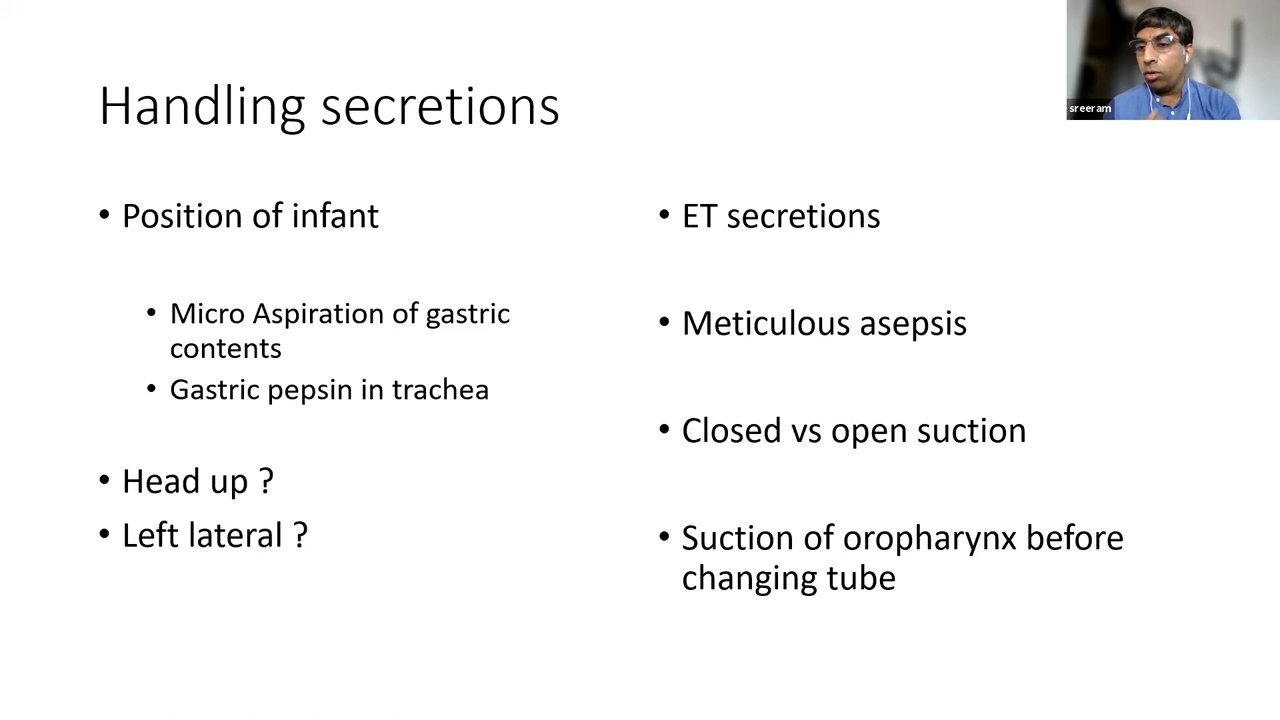 Handling secretions
sreeram
• Position of infant
• Micro Aspiration of gastric
contents
• Gastric pepsin in trachea
• Head up ?
• Left lateral ?
• ET secretions
• Meticulous asepsis
• Closed vs open suction
• Suction of oropharynx before
changing tube